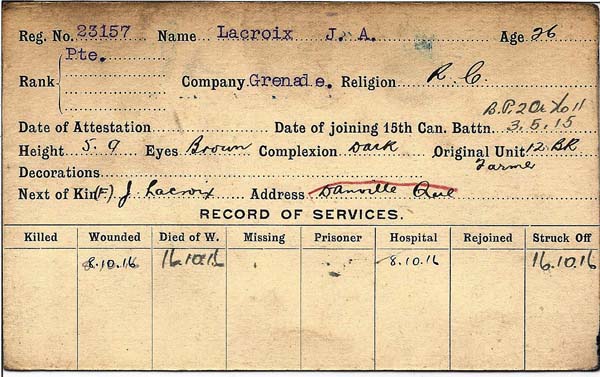 Reg. No. 23157 Name Lacroix J. A. Age 26
Pte.
Rank Company Grenade. Religion R. C
Date of Attestation Date of joining 15th Can. Battn. 3.5.15
Height 5.9 Eyes Brown Complexion Dark Original Unit 12 BR
Decorations Farme
Next of Kin (F) J Lacroix Address Danville Que
RECORD OF SERVICES.
Killed Wounded Died of W. Missing Prisoner Hospital Rejoined Struck Off
8.10.16 16.10.16 8.10.16 16.10.16